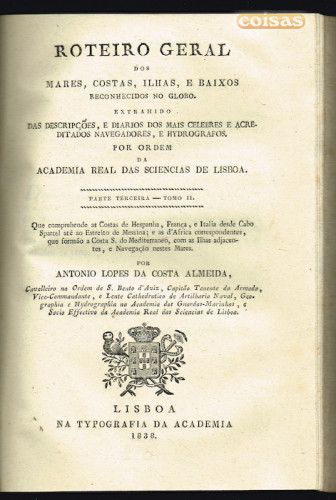 coisas
ROTEIRO GERAL
DOS
MARES, COSTAS, ILHAS, E BAIXOS
RECONHECIDOS NO GLOBO.
EXTRAHIDO
DAS DESCRIPÇÕES, E DIARIOS DOS MAIS CELEBRES E ACRE-
DITADOS NAVEGADORES, E HYDROGRAFOS.
POR ORDEM
DA
ACADEMIA REAL DAS SCIENCIAS DE LISBOA.
PARTE TERCEIRA — TOMO II.
Que comprehende as Costas de Hespanha, França, e Italia desde Cabo
Spartel até ao Estreito de Messina; e as d'Africa correspondentes,
que formão a Costa S. do Mediterraneo, com as Ilhas adjacen-
tes, e Navegação nestes Mares.
POR
ANTONIO LOPES DA COSTA ALMEIDA,
Cavalleiro na Ordem de S. Bento d'Aviz, Capitão Tenente da Armada,
Vice-Commandante, e Lente Cathedratico de Artilharia Naval, Geo-
graphia e Hydrographia na Academia dos Guardas-Marinhas, e
Socio Effectivo da Academia Real das Sciencias de Lisboa.
LISBOA
NA TYPOGRAFIA DA ACADEMIA
1838.